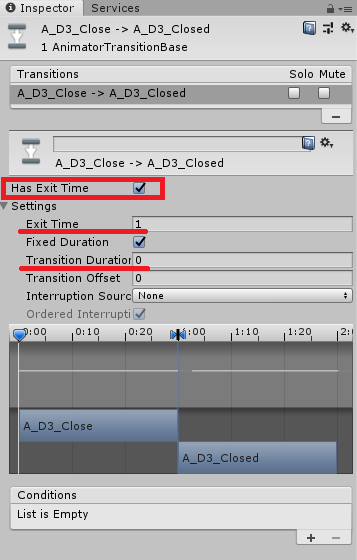 Inspector
Services
A_D3_Close -> A_D3_Closed
1 AnimatorTransitionBase
Transitions Solo Mute
A_D3_Close -> A_D3_Closed
A_D3_Close -> A_D3_Closed
Has Exit Time
Settings
Exit Time 1
Fixed Duration
Transition Duration 0
Transition Offset 0
Interruption Sourc None
Ordered Interrupti
0:00 0:10 0:20 1:00 1:10 1:20 2:0
A_D3_Close
A_D3_Closed
Conditions
List is Empty